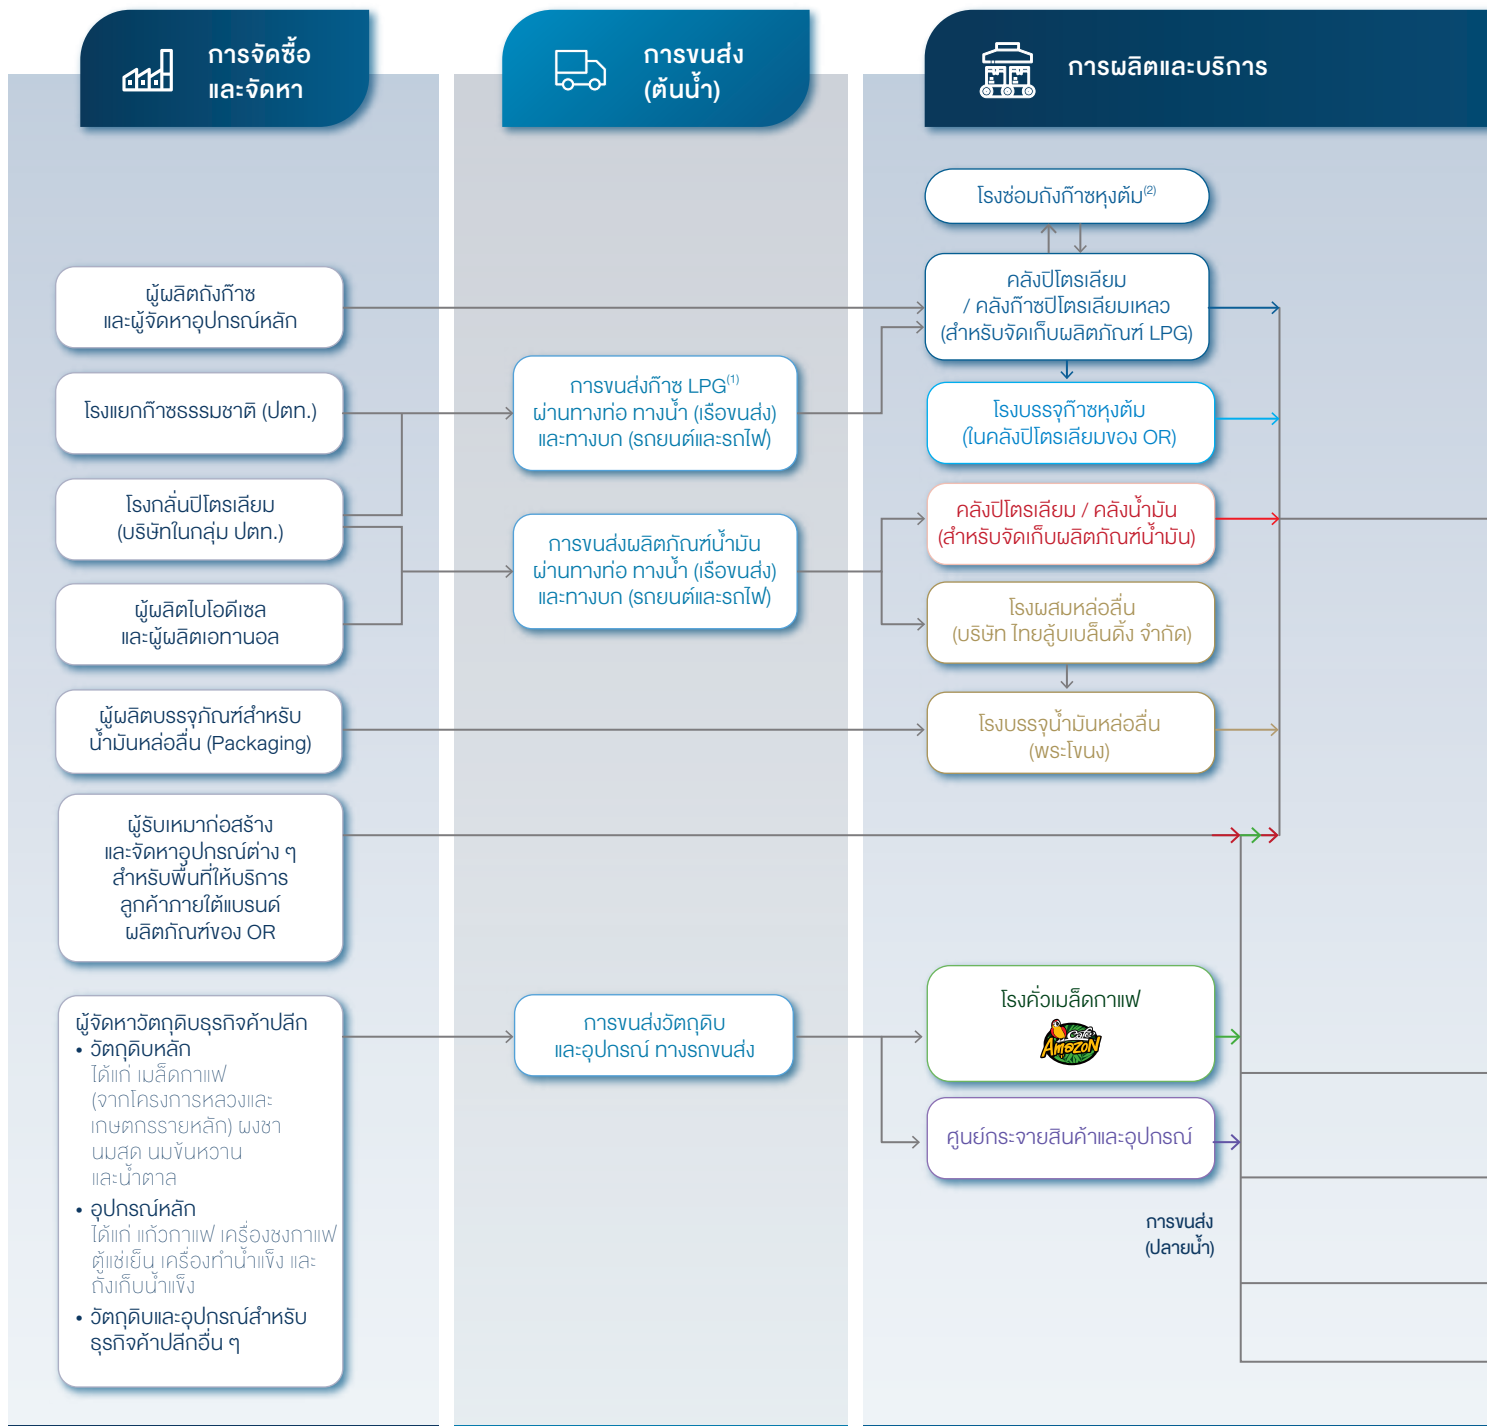 การจัดซื้อ
และจัดหา
ผู้ผลิตถังก๊าซ
และผู้จัดหาอุปกรณ์หลัก
โรงแยกก๊าซธรรมชาติ (ปตท.)
โรงกลั่นปิโตรเลียม
(บริษัทในกลุ่ม ปตท.)
ผู้ผลิตไบโอดีเซล
และผู้ผลิตเอทานอล
ผู้ผลิตบรรจุภัณฑ์สำหรับ
น้ำมันหล่อลื่น (Packaging)
ผู้รับเหมาก่อสร้าง
และจัดหาอุปกรณ์ต่าง ๆ
สำหรับพื้นที่ให้บริการ
ลูกค้าภายใต้แบรนด์
ผลิตภัณฑ์ของ OR
ผู้จัดหาวัตถุดิบธุรกิจค้าปลีก
• วัตถุดิบหลัก
ได้แก่ เมล็ดกาแฟ
(จากโครงการหลวงและ
เกษตกรรายหลัก) ผงชา
นมสด นมข้นหวาน
และน้ำตาล
• อุปกรณ์หลัก
ได้แก่ แก้วกาแฟ เครื่องชงกาแฟ
ตู้แช่เย็น เครื่องทำน้ำแข็ง และ
ถังเก็บน้ำแข็ง
• วัตถุดิบและอุปกรณ์สำหรับ
ธุรกิจค้าปลีกอื่น ๆ
การขนส่ง
(ต้นน้ำ)
การขนส่งก๊าซ LPG(1)
ผ่านทางท่อ ทางน้ำ (เรือขนส่ง)
และทางบก (รถยนต์และรถไฟ)
การขนส่งผลิตภัณฑ์น้ำมัน
ผ่านทางท่อ ทางน้ำ (เรือขนส่ง)
และทางบก (รถยนต์และรถไฟ)
การขนส่งวัตถุดิบ
และอุปกรณ์ ทางรถขนส่ง
การผลิตและบริการ
โรงซ่อมถังก๊าซหุงต้ม(2)
คลังปิโตรเลียม
/ คลังก๊าซปิโตรเลียมเหลว
(สำหรับจัดเก็บผลิตภัณฑ์ LPG)
โรงบรรจุก๊าซหุงต้ม
(ในคลังปิโตรเลียมของ OR)
คลังปิโตรเลียม / คลังน้ำมัน
(สำหรับจัดเก็บผลิตภัณฑ์น้ำมัน)
โรงผสมหล่อลื่น
(บริษัท ไทยลู้บเบล็นดิ้ง จำกัด)
โรงบรรจุน้ำมันหล่อลื่น
(พระโขนง)
โรงคั่วเมล็ดกาแฟ
Café
Amazon
ศูนย์กระจายสินค้าและอุปกรณ์
การขนส่ง
(ปลายน้ำ)